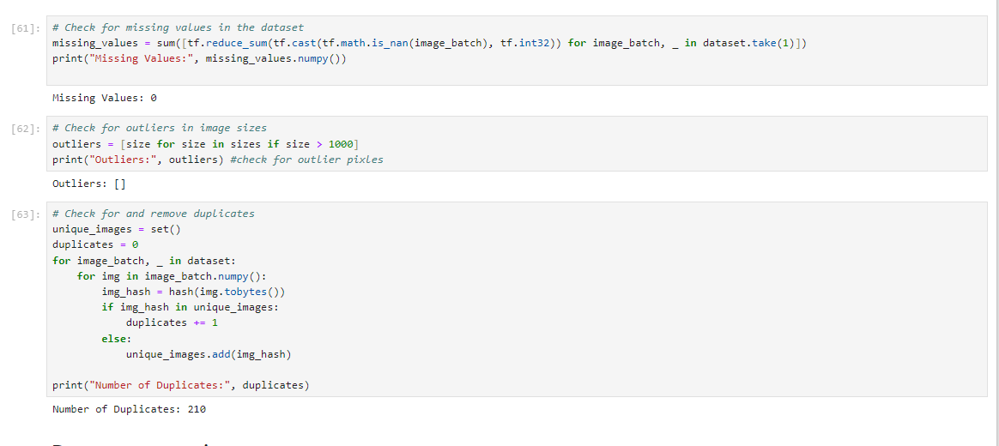 [61]: # Check for missing values in the dataset
missing_values = sum([tf.reduce_sum(tf.cast(tf.math.is_nan(image_batch), tf.int32)) for image_batch, _ in dataset.take(1)])
print("Missing Values:", missing_values.numpy())
Missing Values: 0
[62]: # Check for outliers in image sizes
outliers = [size for size in sizes if size > 1000]
print("Outliers:", outliers) #check for outlier pixles
Outliers: []
[63]: # Check for and remove duplicates
unique_images = set()
duplicates = 0
for image_batch, _ in dataset:
    for img in image_batch.numpy():
        img_hash = hash(img.tobytes())
        if img_hash in unique_images:
            duplicates += 1
        else:
            unique_images.add(img_hash)
print("Number of Duplicates:", duplicates)
Number of Duplicates: 210